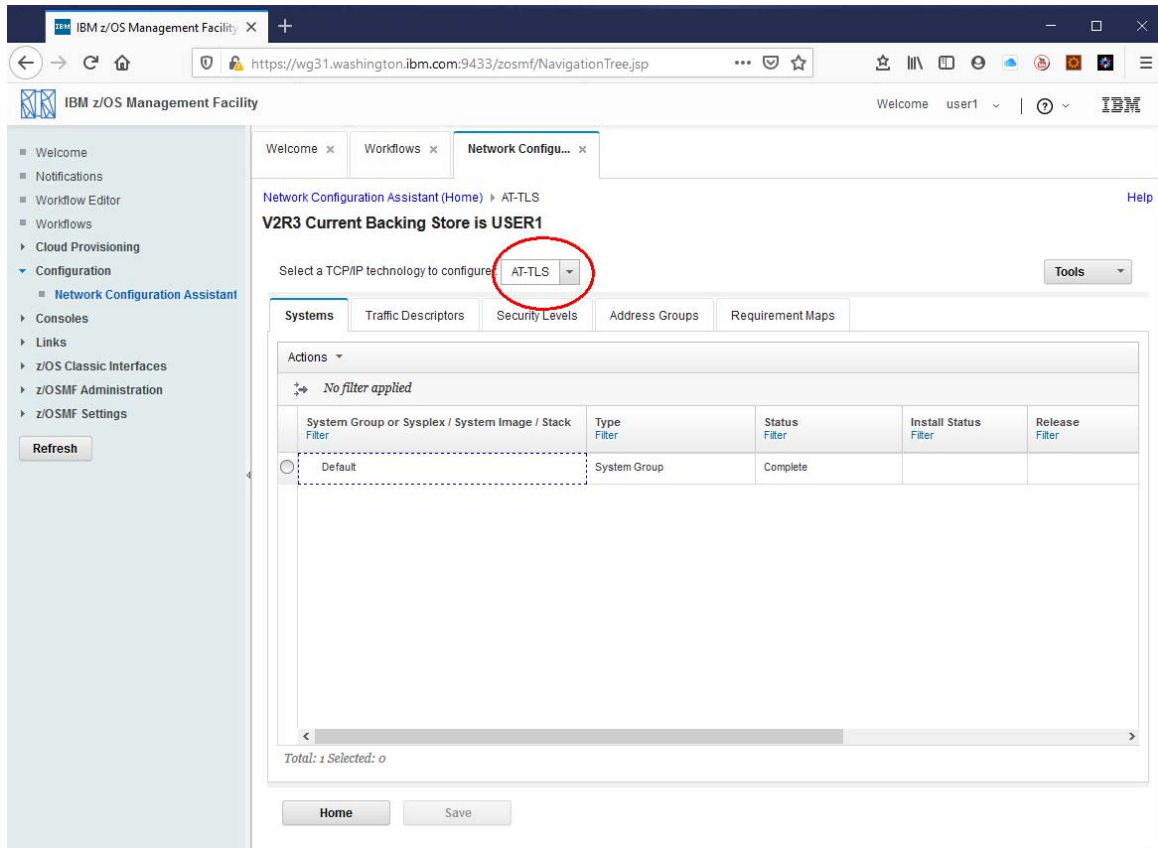 IBM IBM z/OS Management Facility
https://wg31.washington.ibm.com:9433/zosmf/NavigationTree.jsp
IBM z/OS Management Facility
Welcome user1
IBM
Welcome
Notifications
Workflow Editor
Workflows
Cloud Provisioning
Configuration
Network Configuration Assistant
Consoles
Links
z/OS Classic Interfaces
z/OSMF Administration
z/OSMF Settings
Refresh
Welcome × Workflows × Network Configu... ×
Network Configuration Assistant (Home) AT-TLS Help
V2R3 Current Backing Store is USER1
Select a TCP/IP technology to configure: AT-TLS Tools
Systems Traffic Descriptors Security Levels Address Groups Requirement Maps
Actions
No filter applied
System Group or Sysplex / System Image / Stack Type Status Install Status Release
Filter Filter Filter Filter Filter
Default System Group Complete
Total: 1 Selected: 0
Home Save